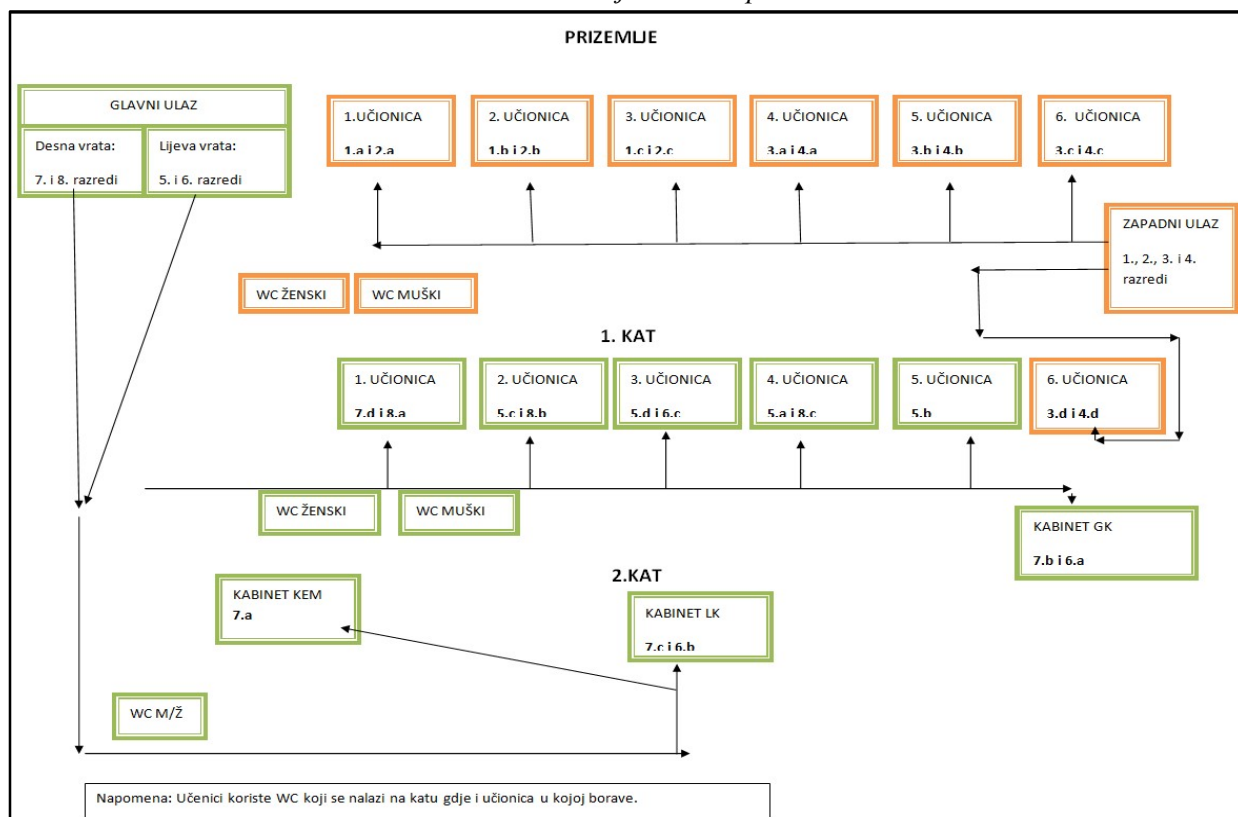 PRIZEMLJE
GLAVNI ULAZ
Desna vrata:
7. i 8. razredi
Lijeva vrata:
5. i 6. razredi
1.UČIONICA
1.a i 2.a
2. UČIONICA
1.b i 2.b
3. UČIONICA
1.c i 2.c
4. UČIONICA
3.a i 4.a
5. UČIONICA
3.b i 4.b
6. UČIONICA
3.c i 4.c
ZAPADNI ULAZ
1., 2., 3. i 4.
razredi
WC ŽENSKI
WC MUŠKI
1. KAT
1. UČIONICA
7.d i 8.a
2. UČIONICA
5.c i 8.b
3. UČIONICA
5.d i 6.c
4. UČIONICA
5.a i 8.c
5. UČIONICA
5.b
6. UČIONICA
3.d i 4.d
WC ŽENSKI
WC MUŠKI
KABINET GK
7.b i 6.a
2.KAT
KABINET KEM
7.a
KABINET LK
7.c i 6.b
WC M/Ž
Napomena: Učenici koriste WC koji se nalazi na katu gdje i učionica u kojoj borave.